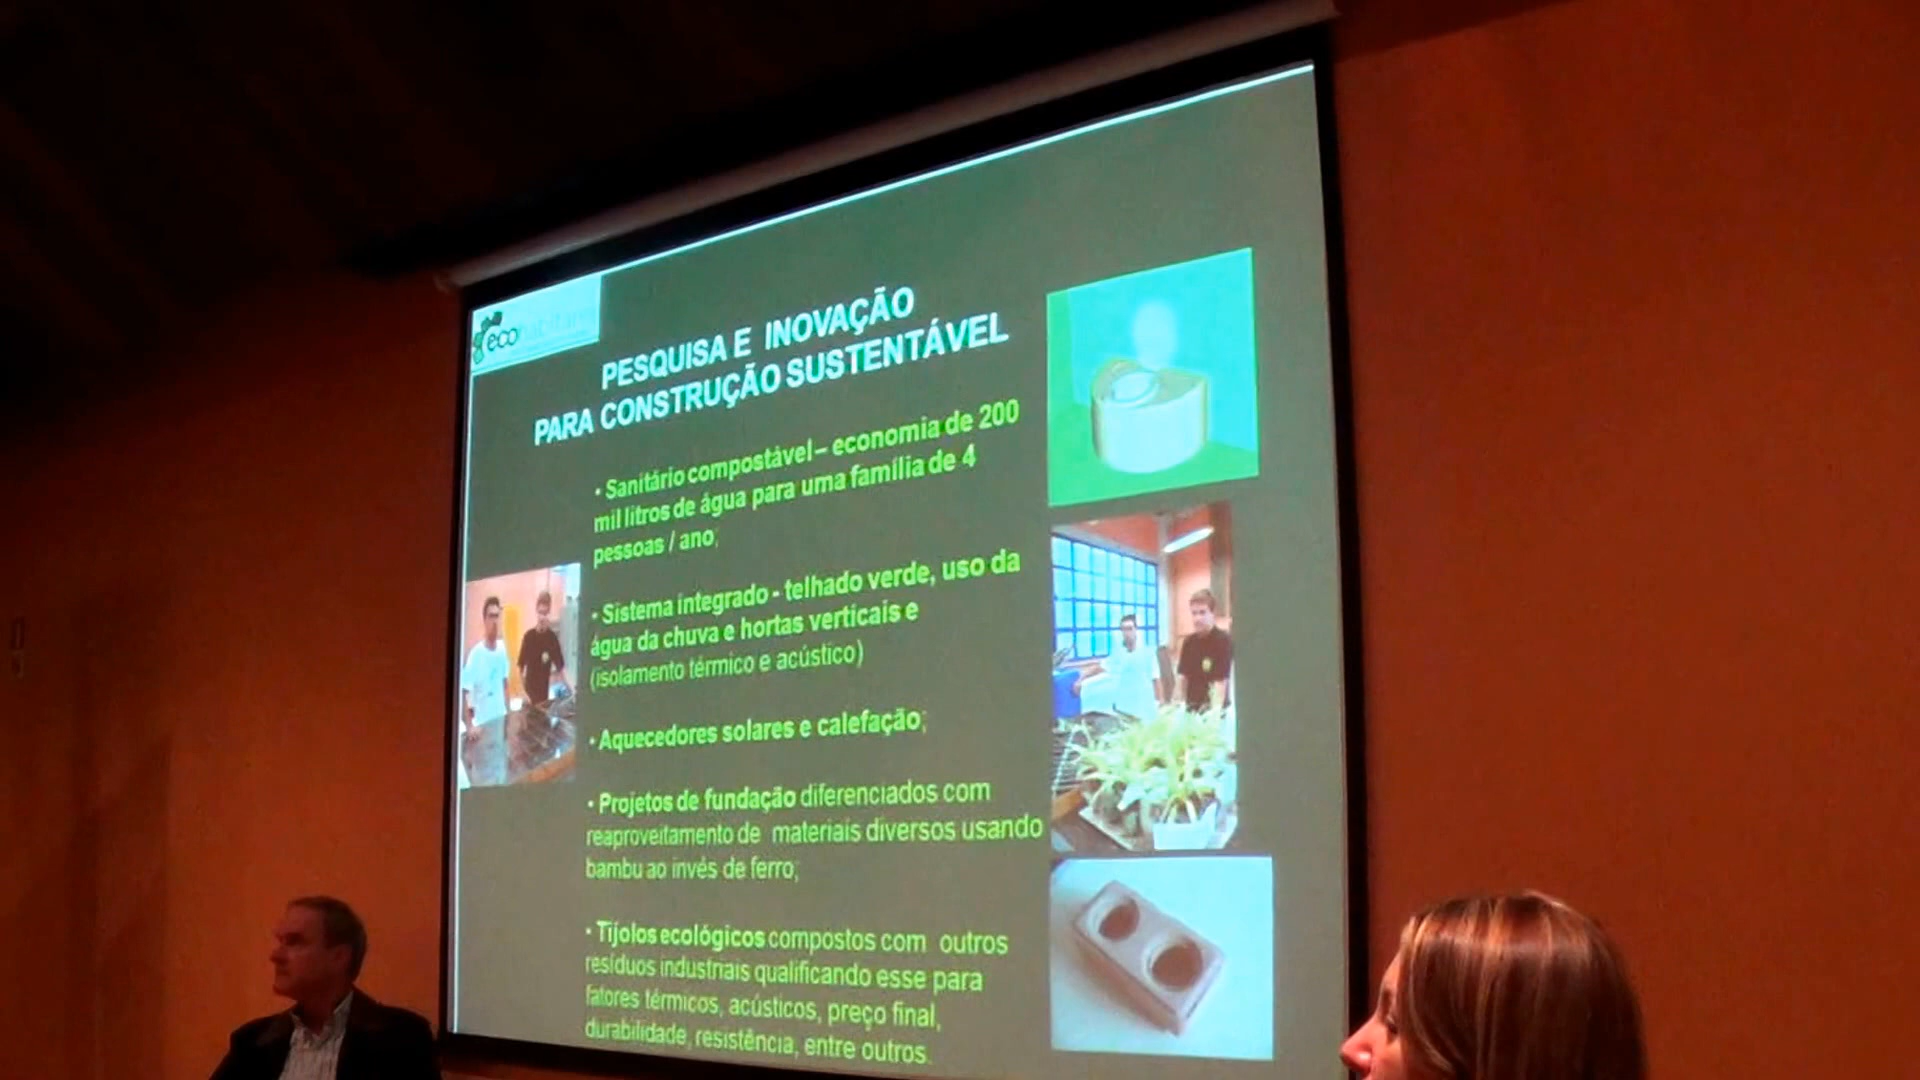 ecohabitare
PESQUISA E INOVAÇÃO
PARA CONSTRUÇÃO SUSTENTÁVEL
• Sanitário compostável – economia de 200
mil litros de água para uma família de 4
pessoas / ano;
• Sistema integrado - telhado verde, uso da
água da chuva e hortas verticais e
(isolamento térmico e acústico)
• Aquecedores solares e calefação;
• Projetos de fundação diferenciados com
reaproveitamento de materiais diversos usando
bambu ao invés de ferro;
• Tijolos ecológicos compostos com outros
resíduos industriais qualificando esse para
fatores térmicos, acústicos, preço final,
durabilidade, resistência, entre outros.